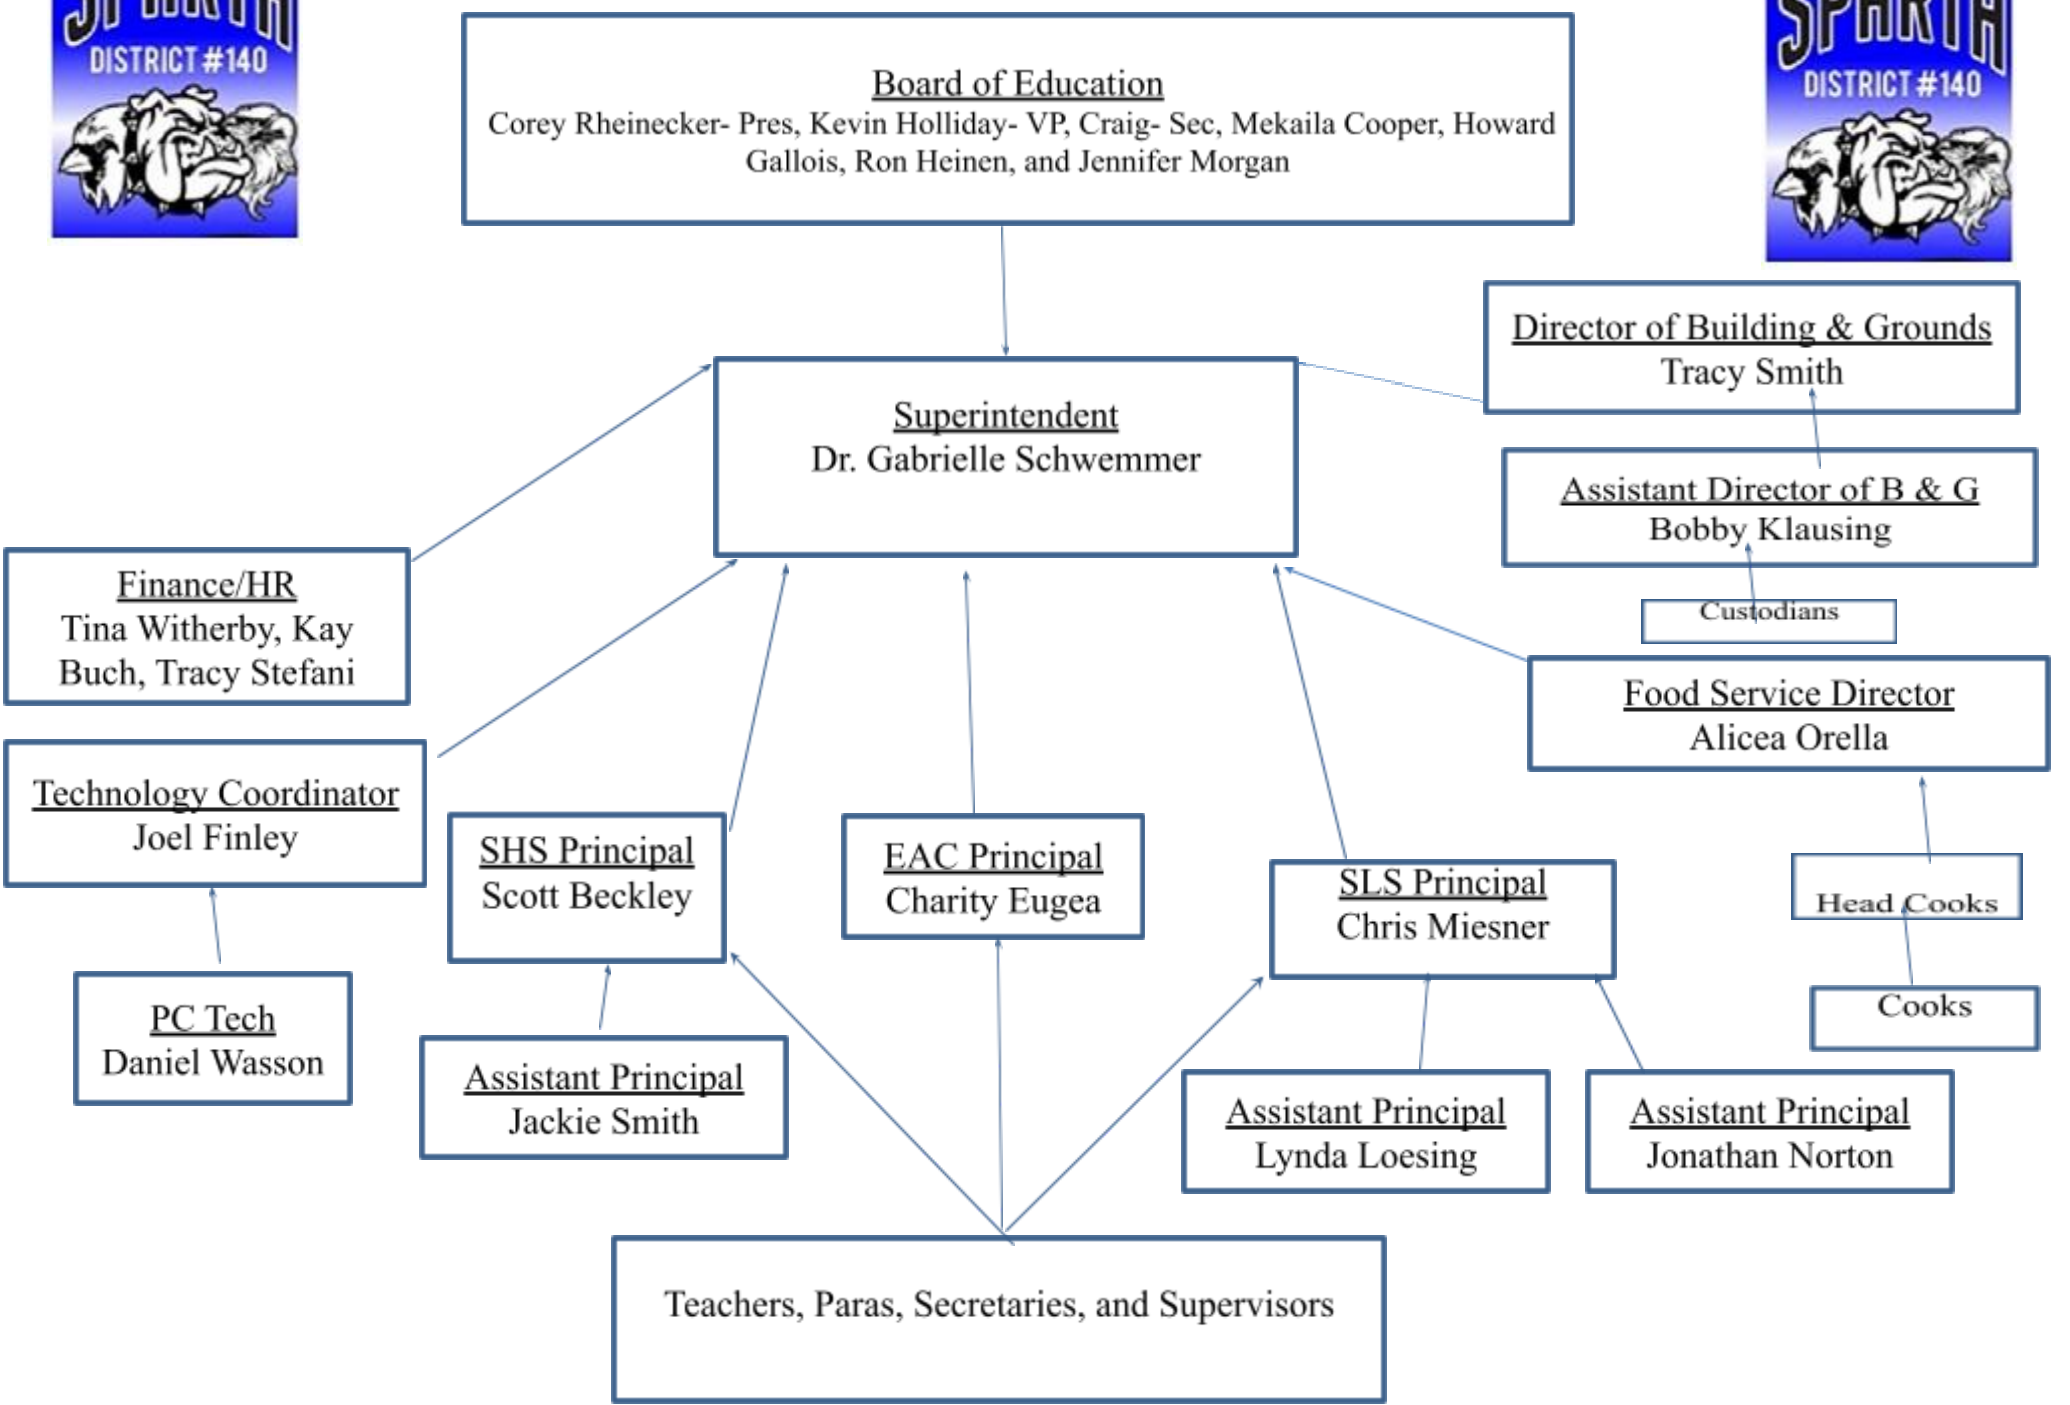 SPARTA
DISTRICT #140
SPARTA
DISTRICT #140
Board of Education
Corey Rheinecker- Pres, Kevin Holliday- VP, Craig- Sec, Mekaila Cooper, Howard
Gallois, Ron Heinen, and Jennifer Morgan
Director of Building & Grounds
Tracy Smith
Superintendent
Dr. Gabrielle Schwemmer
Assistant Director of B & G
Bobby Klausing
Custodians
Finance/HR
Tina Witherby, Kay
Buch, Tracy Stefani
Food Service Director
Alicea Orella
Technology Coordinator
Joel Finley
SHS Principal
Scott Beckley
EAC Principal
Charity Eugea
SLS Principal
Chris Miesner
Head Cooks
Cooks
PC Tech
Daniel Wasson
Assistant Principal
Jackie Smith
Assistant Principal
Lynda Loesing
Assistant Principal
Jonathan Norton
Teachers, Paras, Secretaries, and Supervisors